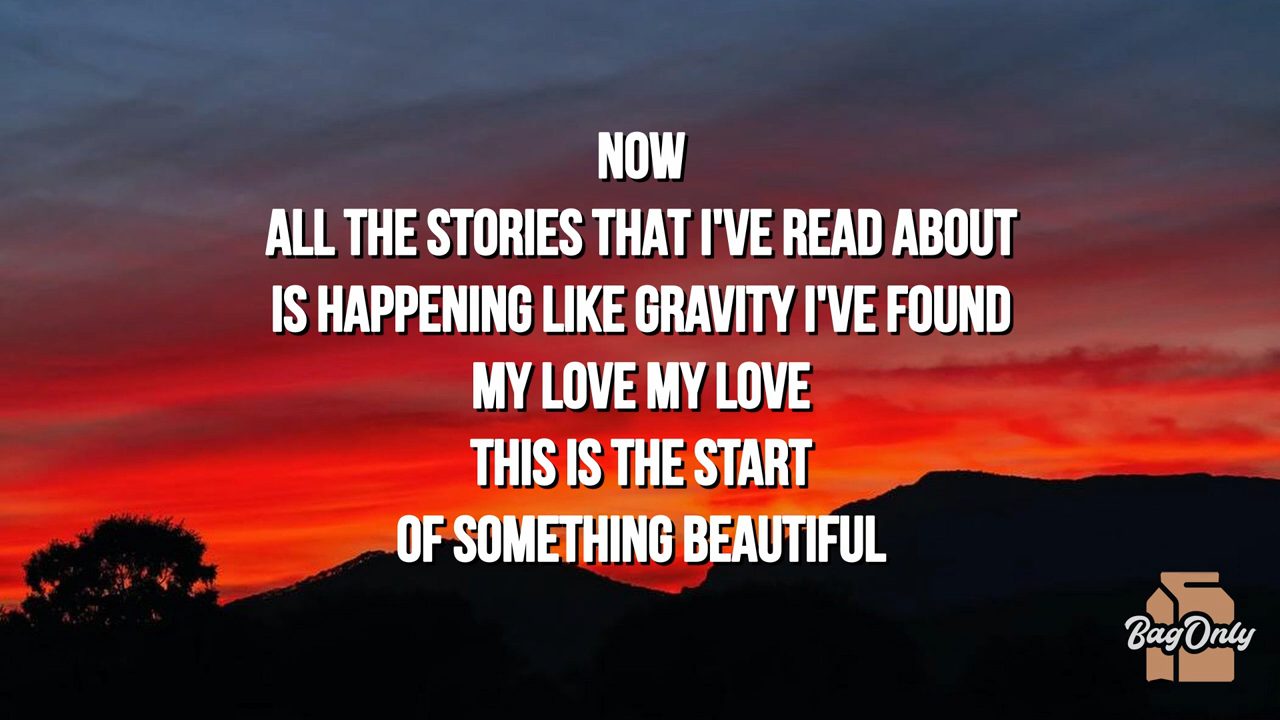 NOW
ALL THE STORIES THAT I'VE READ ABOUT
IS HAPPENING LIKE GRAVITY I'VE FOUND
MY LOVE MY LOVE
THIS IS THE START
OF SOMETHING BEAUTIFUL
BagOnly